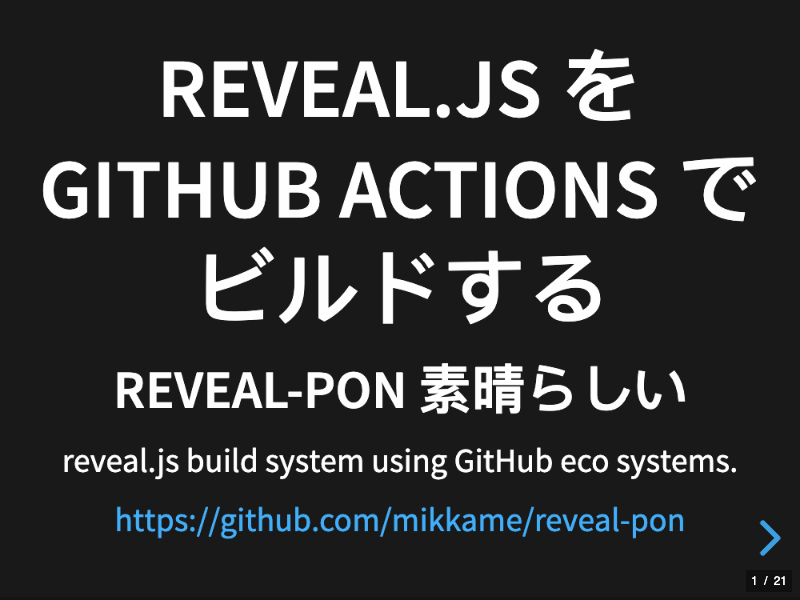 REVEAL.JS を
GITHUB ACTIONS で
ビルドする
REVEAL-PON 素晴らしい
reveal.js build system using GitHub eco systems.
https://github.com/mikkame/reveal-pon
1 / 21